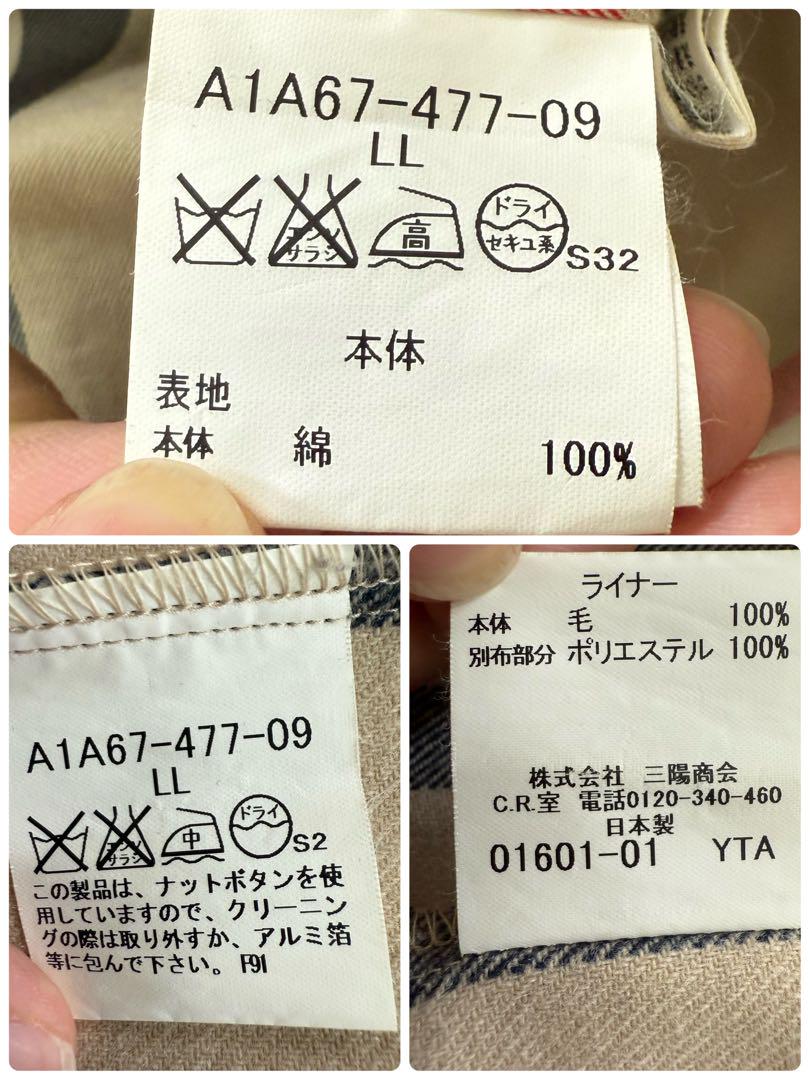 A1A67-477-09
LL
エンソ
サラシ
高
ドライ
セキユ系
S32
本体
表地
本体 綿 100%
A1A67-477-09
LL
エンソ
サラシ
中
ドライ
S2
この製品は、ナットボタンを使
用していますので、クリーニン
グの際は取り外すか、アルミ箔
等に包んで下さい。F91
ライナー
本体 毛 100%
別布部分 ポリエステル 100%
株式会社 三陽商会
C.R.室 電話0120-340-460
日本製
01601-01 YTA